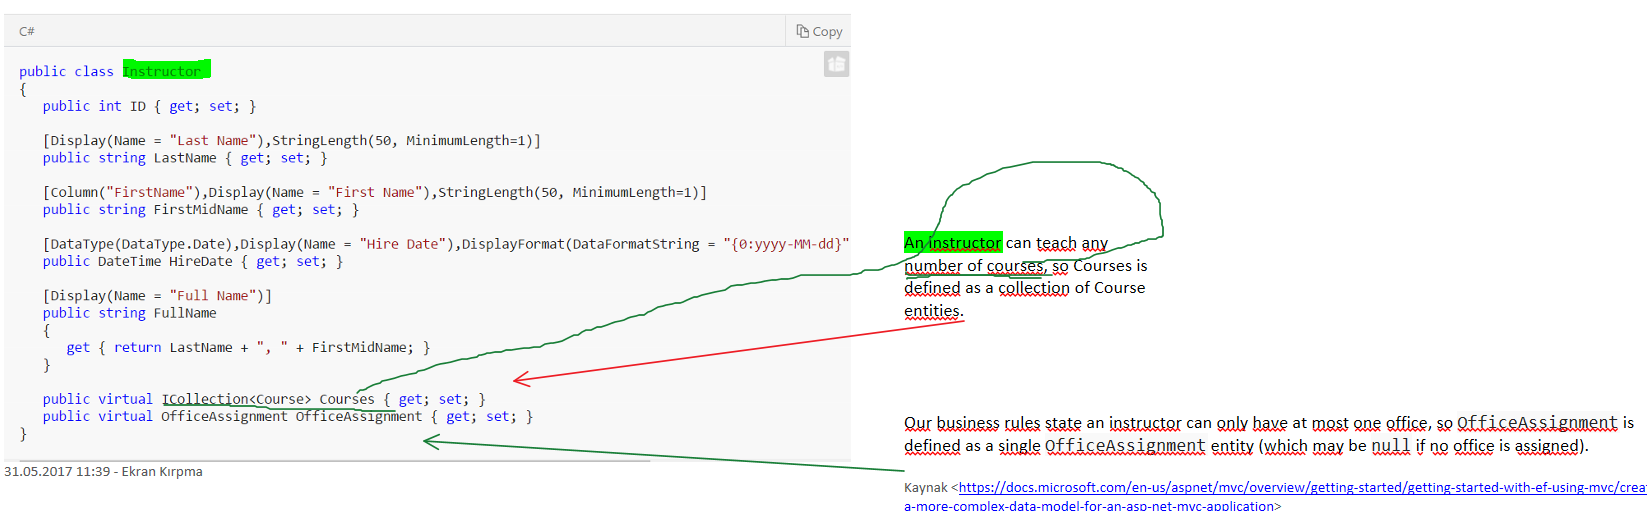 C#
Copy
public class Instructor
{
public int ID { get; set; }
[Display(Name = "Last Name"),StringLength(50, MinimumLength=1)]
public string LastName { get; set; }
[Column("FirstName"),Display(Name = "First Name"),StringLength(50, MinimumLength=1)]
public string FirstMidName { get; set; }
[DataType(DataType.Date),Display(Name = "Hire Date"),DisplayFormat(DataFormatString = "{0:yyyy-MM-dd}"
public DateTime HireDate { get; set; }
[Display(Name = "Full Name")]
public string FullName
{
get { return LastName + ", " + FirstMidName; }
}
public virtual ICollection<Course> Courses { get; set; }
public virtual OfficeAssignment OfficeAssignment { get; set; }
}
31.05.2017 11:39 - Ekran Kırpma
An instructor can teach any
number of courses, so Courses is
defined as a collection of Course
entities.
Our business rules state an instructor can only have at most one office, so OfficeAssignment is
defined as a single OfficeAssignment entity (which may be null if no office is assigned).
Kaynak <https://docs.microsoft.com/en-us/aspnet/mvc/overview/getting-started/getting-started-with-ef-using-mvc/crea
a-more-complex-data-model-for-an-asp-net-mvc-application>